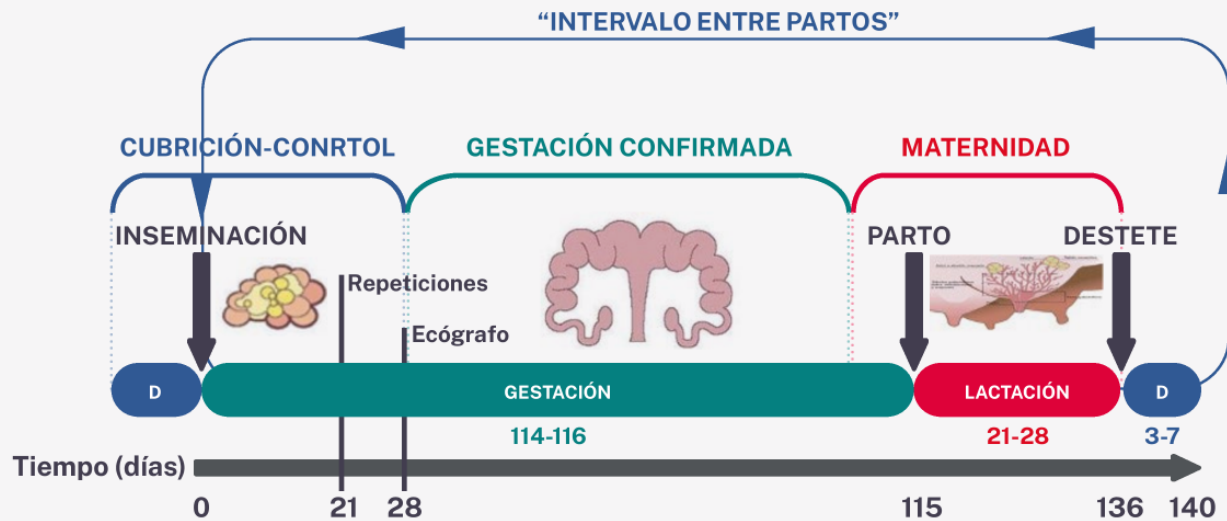 “INTERVALO ENTRE PARTOS”
CUBRICIÓN-CONRTOL
GESTACIÓN CONFIRMADA
MATERNIDAD
INSEMINACIÓN
PARTO
DESTETE
Repeticiones
Ecógrafo
D
GESTACIÓN
LACTACIÓN
D
114-116
21-28
3-7
Tiempo (días)
0
21
28
115
136
140